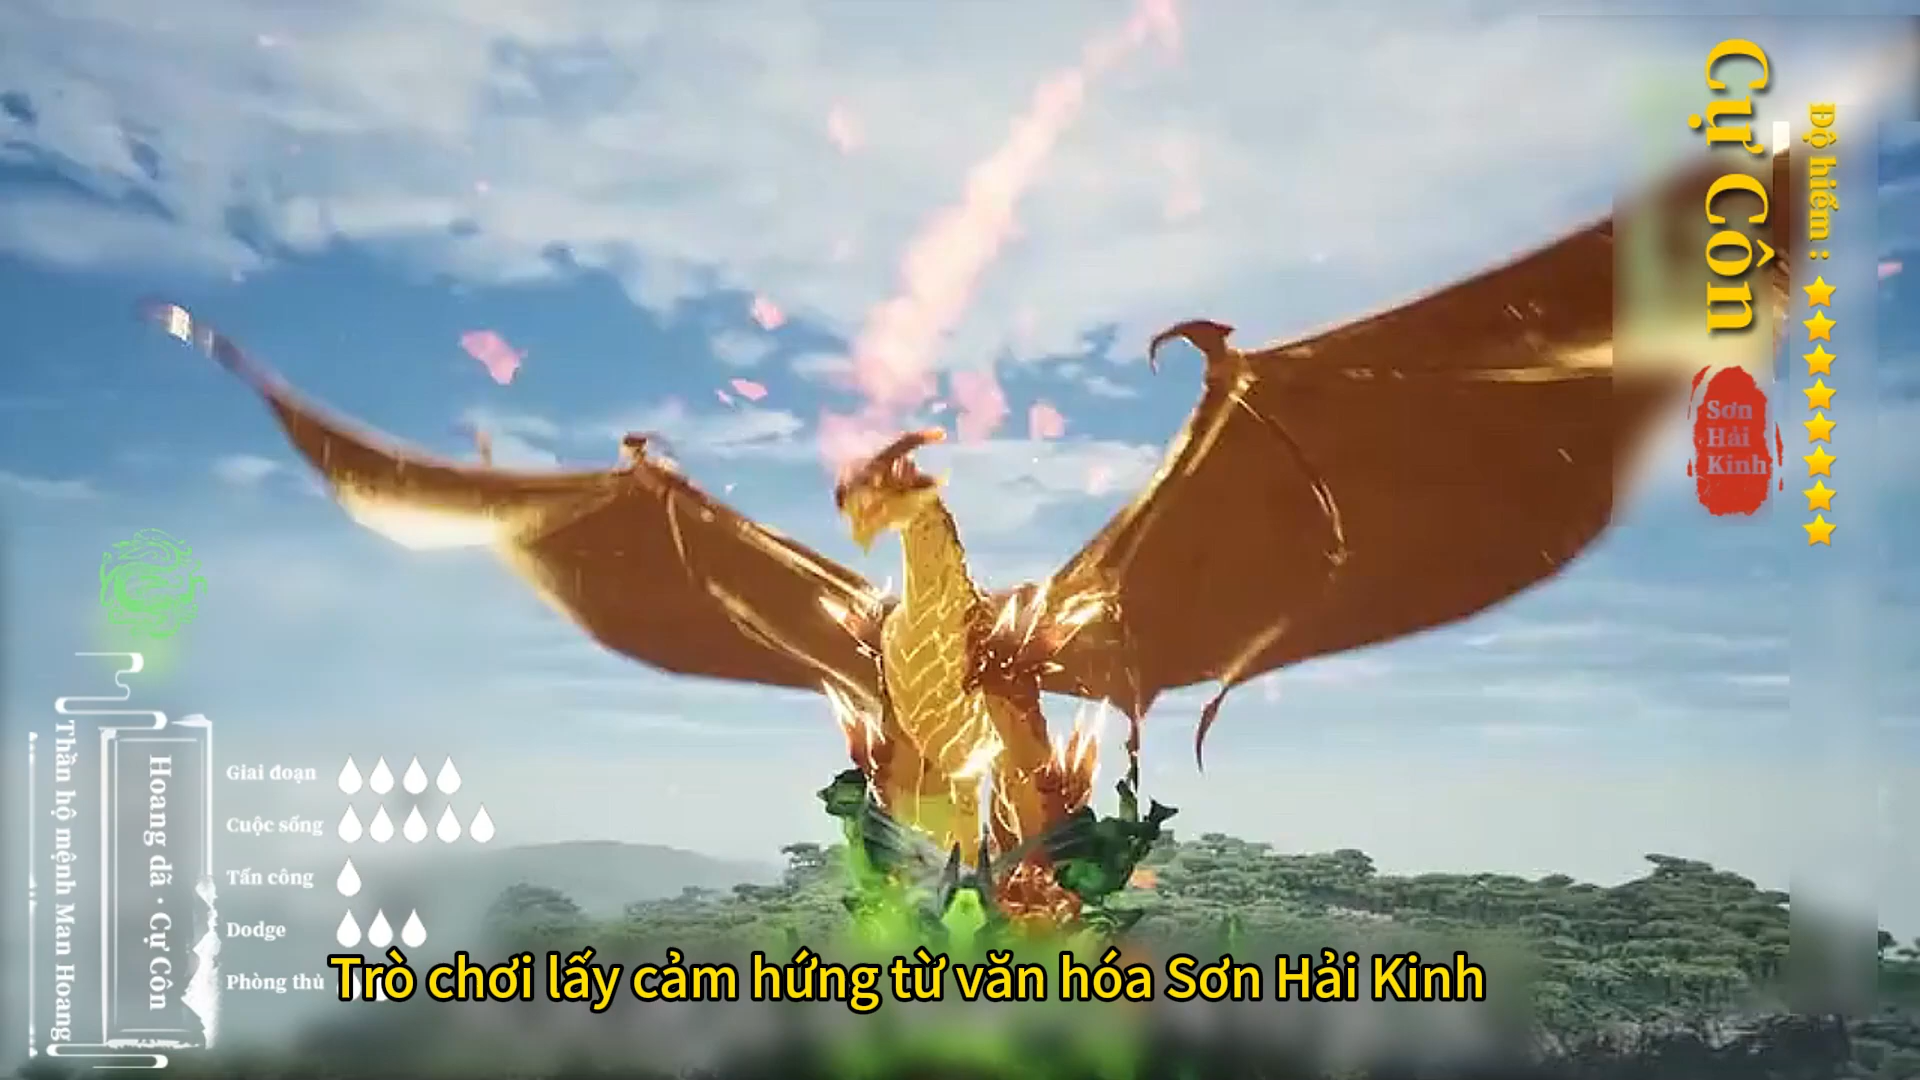 Cự Côn
Độ hiếm :
Sơn
Hải
Kinh
Thần hộ mệnh Man Hoang
Hoang dã · Cự Côn
Giai đoạn
Cuộc sống
Tấn công
Dodge
Phòng thủ
Trò chơi lấy cảm hứng từ văn hóa Sơn Hải Kinh